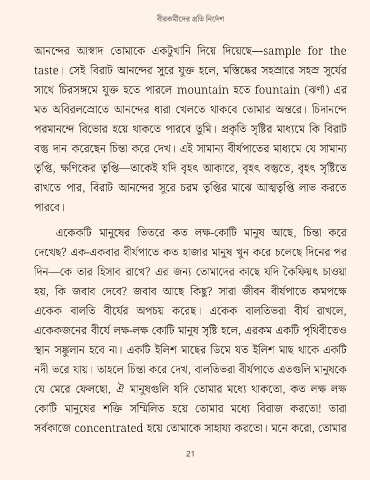 বীরকর্মীদের প্রতি নির্দেশ
আনন্দের আস্বাদ তোমাকে একটুখানি দিয়ে দিয়েছে—sample for the
taste। সেই বিরাট আনন্দের সুরে যুক্ত হলে, মস্তিষ্কের সহস্রারে সহস্র সূর্যের
সাথে চিরসঙ্গমে যুক্ত হতে পারলে mountain হতে fountain (ঝর্ণা) এর
মত অবিরলস্রোতে আনন্দের ধারা খেলতে থাকবে তোমার অন্তরে। চিদানন্দে
পরমানন্দে বিভোর হয়ে থাকতে পারবে তুমি। প্রকৃতি সৃষ্টির মাধ্যমে কি বিরাট
বস্তু দান করেছেন চিন্তা করে দেখ। এই সামান্য বীর্যপাতের মাধ্যমে যে সামান্য
তৃপ্তি, ক্ষণিকের তৃপ্তি—তাকেই যদি বৃহৎ আকারে, বৃহৎ বস্তুতে, বৃহৎ সৃষ্টিতে
রাখতে পার, বিরাট আনন্দের সুরে চরম তৃপ্তির মাঝে আত্মতৃপ্তি লাভ করতে
পারবে।
একেকটি মানুষের ভিতরে কত লক্ষ-কোটি মানুষ আছে, চিন্তা করে
দেখেছ? এক-একবার বীর্যপাতে কত হাজার মানুষ খুন করে চলেছে দিনের পর
দিন—কে তার হিসাব রাখে? এর জন্য তোমাদের কাছে যদি কৈফিয়ৎ চাওয়া
হয়, কি জবাব দেবে? জবাব আছে কিছু? সারা জীবন বীর্যপাতে কমপক্ষে
একেক বালতি বীর্যের অপচয় করেছ। একেক বালতিভরা বীর্য রাখলে,
একেকজনের বীর্যে লক্ষ-লক্ষ কোটি মানুষ সৃষ্টি হলে, এরকম একটি পৃথিবীতেও
স্থান সঙ্কুলান হবে না। একটি ইলিশ মাছের ডিমে যত ইলিশ মাছ থাকে একটি
নদী ভরে যায়। তাহলে চিন্তা করে দেখ, বালতিভরা বীর্যপাতে এতগুলি মানুষকে
যে মেরে ফেলছো, ঐ মানুষগুলি যদি তোমার মধ্যে থাকতো, কত লক্ষ লক্ষ
কোটি মানুষের শক্তি সম্মিলিত হয়ে তোমার মধ্যে বিরাজ করতো! তারা
সর্বকাজে concentrated হয়ে তোমাকে সাহায্য করতো। মনে করো, তোমার
21